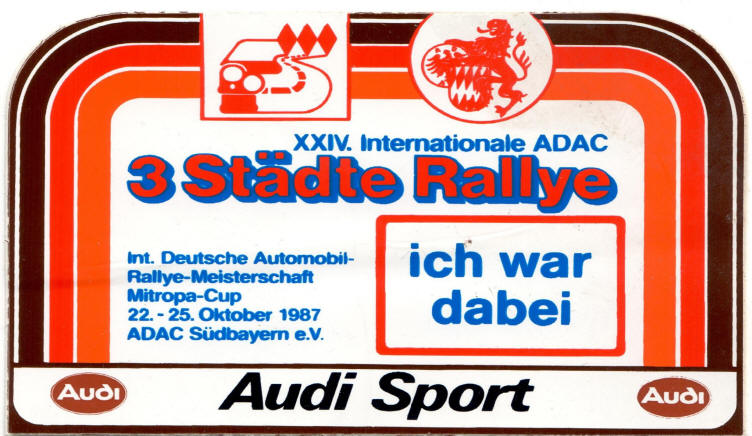 XXIV. Internationale ADAC
3 Städte Rallye
Int. Deutsche Automobil-
Rallye-Meisterschaft
Mitropa-Cup
22. - 25. Oktober 1987
ADAC Südbayern e.V.
ich war
dabei
Audi
Audi Sport
Audi